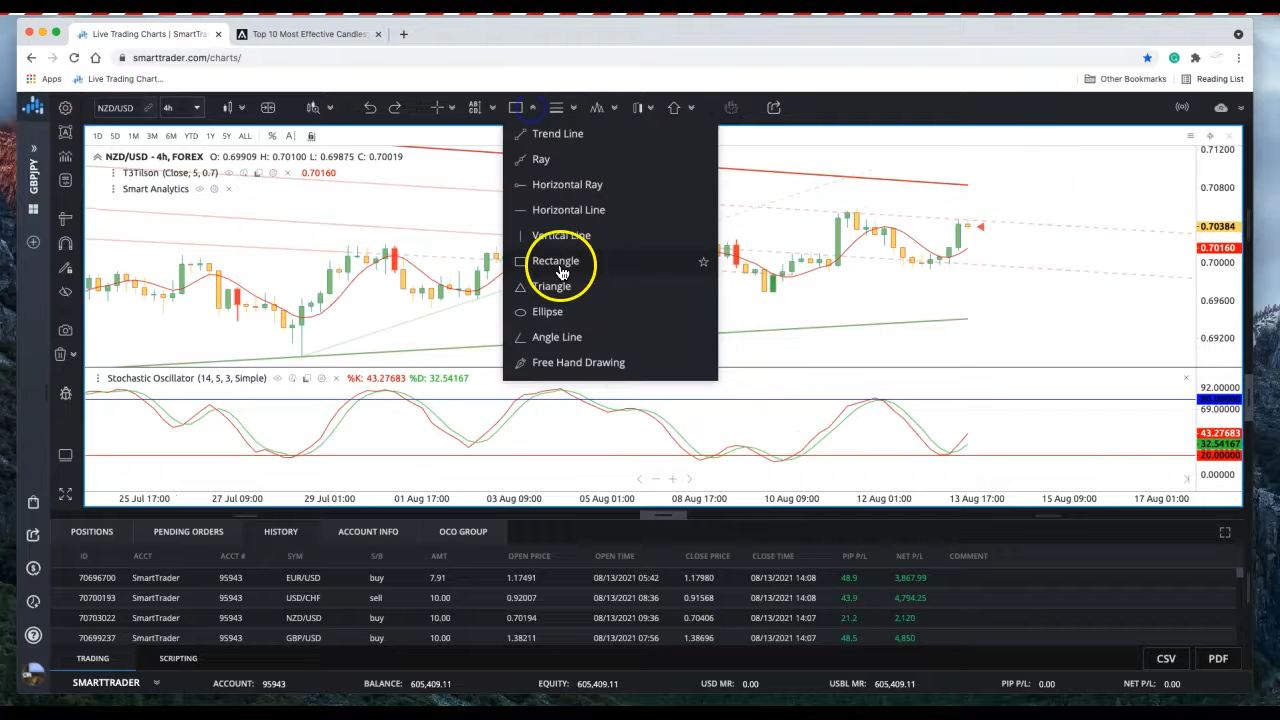 Live Trading Charts | SmartTra
Top 10 Most Effective Candles
smarttrader.com/charts/
Apps
Live Trading Chart...
Other Bookmarks
Reading List
NZD/USD
4h
1D 5D 1M 3M 6M YTD 1Y 5Y ALL % A
GBPJPY
NZD/USD - 4h, FOREX O: 0.69909 H: 0.70100 L: 0.69875 C: 0.70019
T3Tilson (Close, 5, 0.7) 0.70160
Smart Analytics
Trend Line
Ray
Horizontal Ray
Horizontal Line
Vertical Line
Rectangle
Triangle
Ellipse
Angle Line
Free Hand Drawing
0.71200
0.70800
0.70384
0.70160
0.70000
0.69600
0.69200
Stochastic Oscillator (14, 5, 3, Simple) %K: 43.27683 %D: 32.54167
92.00000
80.00000
69.00000
43.27683
32.54167
20.00000
0.00000
25 Jul 17:00 27 Jul 09:00 29 Jul 01:00 01 Aug 17:00 03 Aug 09:00 05 Aug 01:00 08 Aug 17:00 10 Aug 09:00 12 Aug 01:00 13 Aug 17:00 15 Aug 09:00 17 Aug 01:00
POSITIONS PENDING ORDERS HISTORY ACCOUNT INFO OCO GROUP
ID ACCT ACCT # SYM S/B AMT OPEN PRICE OPEN TIME CLOSE PRICE CLOSE TIME PIP P/L NET P/L COMMENT
70696700 SmartTrader 95943 EUR/USD buy 7.91 1.17491 08/13/2021 05:42 1.17980 08/13/2021 14:08 48.9 3,867.99
70700193 SmartTrader 95943 USD/CHF sell 10.00 0.92007 08/13/2021 08:36 0.91568 08/13/2021 14:08 43.9 4,794.25
70703022 SmartTrader 95943 NZD/USD buy 10.00 0.70194 08/13/2021 09:36 0.70406 08/13/2021 14:07 21.2 2,120
70699237 SmartTrader 95943 GBP/USD buy 10.00 1.38211 08/13/2021 07:56 1.38696 08/13/2021 14:07 48.5 4,850
TRADING SCRIPTING CSV PDF
SMARTTRADER ACCOUNT: 95943 BALANCE: 605,409.11 EQUITY: 605,409.11 USD MR: 0.00 USBL MR: 605,409.11 PIP P/L: 0.00 NET P/L: 0.00